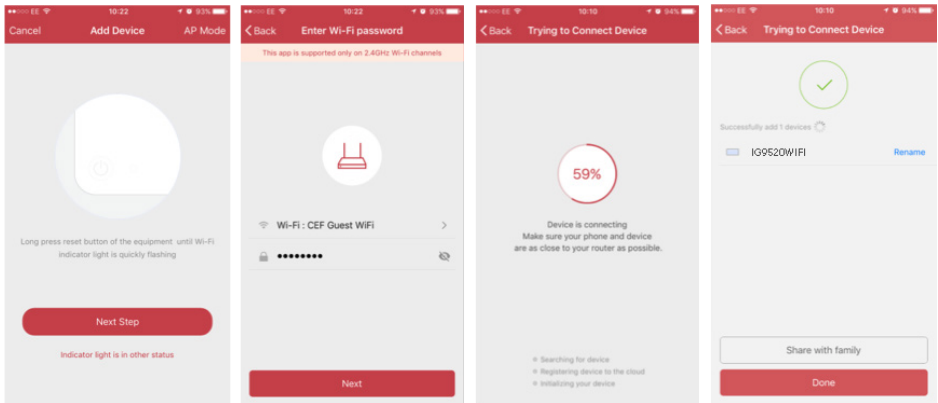 EE 10:22 93%
Cancel Add Device AP Mode
Long press reset button of the equipment until Wi-Fi
indicator light is quickly flashing
Next Step
Indicator light is in other status
EE 10:22 93%
Back Enter Wi-Fi password
This app is supported only on 2.4GHz Wi-Fi channels
Wi-Fi : CEF Guest WiFi
Next
EE 10:10 94%
Back Trying to Connect Device
59%
Device is connecting
Make sure your phone and device
are as close to your router as possible.
Searching for device
Registering device to the cloud
Initializing your device
EE 10:10 94%
Back Trying to Connect Device
Successfully add 1 devices
IG9520WIFI Rename
Share with family
Done